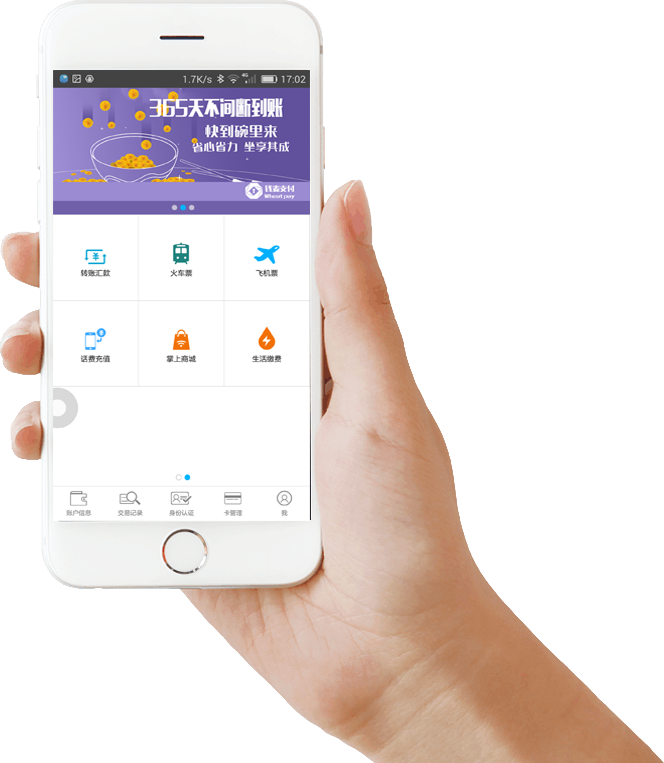 1.7K/s 4G 17:02
365天不间断到账
快到碗里来
省心省力 坐享其成
钱麦支付
Wheat pay
转账汇款 火车票 飞机票
话费充值 掌上商城 生活缴费
账户信息 交易记录 身份认证 卡管理 我